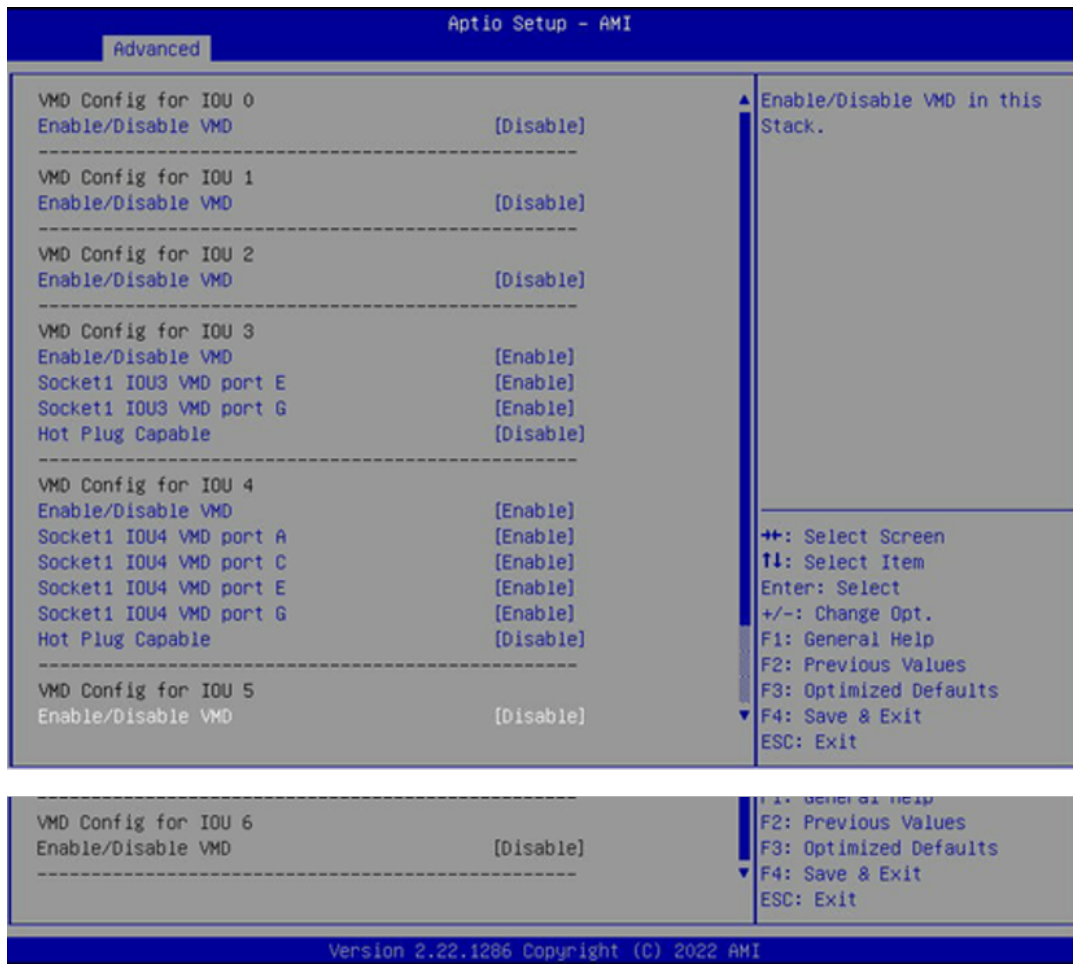 Aptio Setup - AMI
Advanced
VMD Config for IOU 0
Enable/Disable VMD [Disable]
VMD Config for IOU 1
Enable/Disable VMD [Disable]
VMD Config for IOU 2
Enable/Disable VMD [Disable]
VMD Config for IOU 3
Enable/Disable VMD [Enable]
Socket1 IOU3 VMD port E [Enable]
Socket1 IOU3 VMD port G [Enable]
Hot Plug Capable [Disable]
VMD Config for IOU 4
Enable/Disable VMD [Enable]
Socket1 IOU4 VMD port A [Enable]
Socket1 IOU4 VMD port C [Enable]
Socket1 IOU4 VMD port E [Enable]
Socket1 IOU4 VMD port G [Enable]
Hot Plug Capable [Disable]
VMD Config for IOU 5
Enable/Disable VMD [Disable]
Enable/Disable VMD in this
Stack.
→←: Select Screen
↑↓: Select Item
Enter: Select
+/-: Change Opt.
F1: General Help
F2: Previous Values
F3: Optimized Defaults
F4: Save & Exit
ESC: Exit
VMD Config for IOU 6
Enable/Disable VMD [Disable]
F1: General Help
F2: Previous Values
F3: Optimized Defaults
F4: Save & Exit
ESC: Exit
Version 2.22.1286 Copyright (C) 2022 AMI